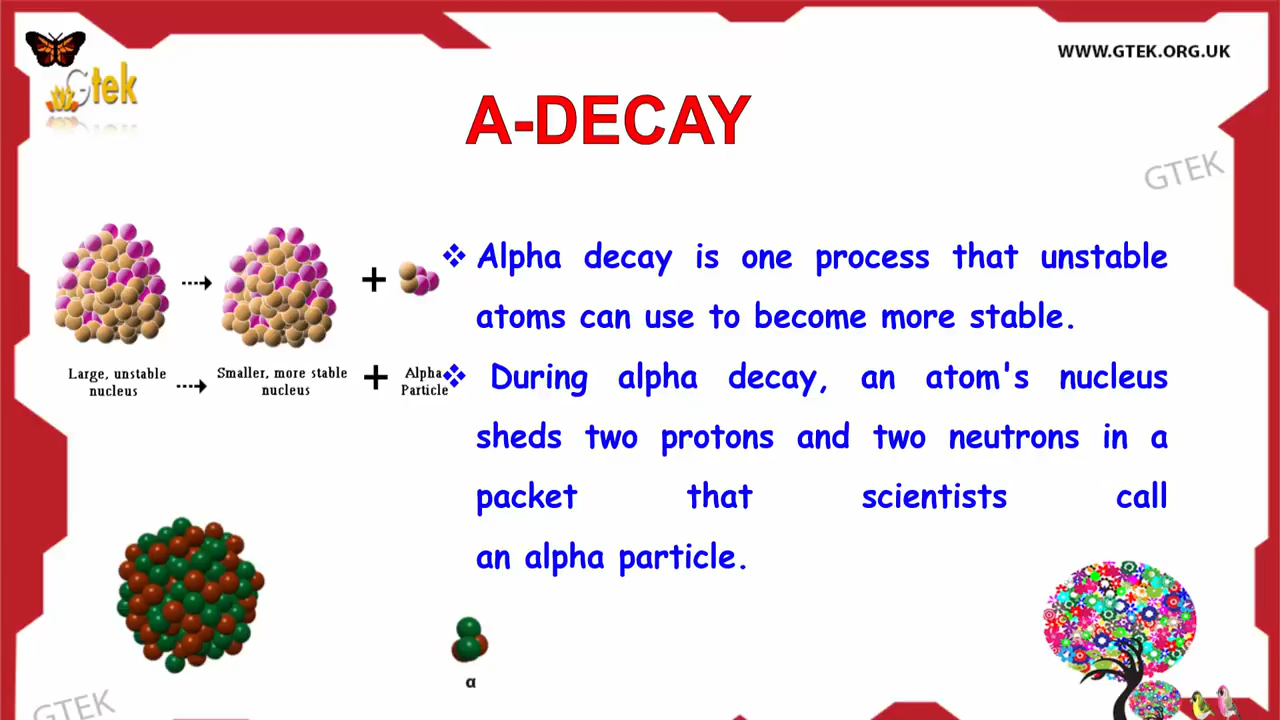 Gtek
WWW.GTEK.ORG.UK
A-DECAY
GTEK
❖ Alpha decay is one process that unstable
atoms can use to become more stable.
+
Large, unstable
nucleus
Smaller, more stable
nucleus
+
Alpha
Particle
❖ During alpha decay, an atom's nucleus
sheds two protons and two neutrons in a
packet that scientists call
an alpha particle.
α
GTEK